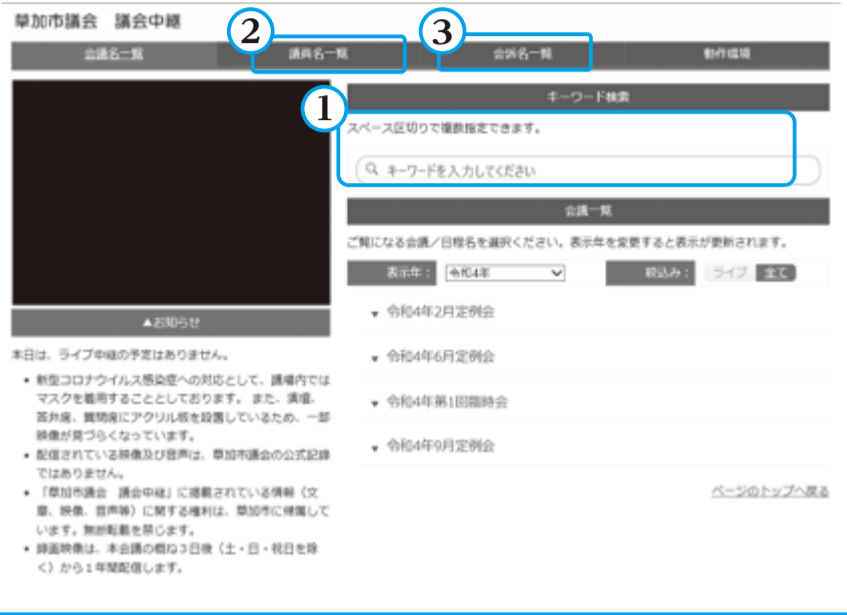 草加市議会　議会中継
2
3
会議名一覧
議員名一覧
会派名一覧
動作環境
1
キーワード検索
スペース区切りで複数指定できます。
キーワードを入力してください
会議一覧
ご覧になる会議／日程名を選択ください。表示年を変更すると表示が更新されます。
表示年： 令和4年
絞込み： ライブ 全て
▼ 令和4年2月定例会
▼ 令和4年6月定例会
▼ 令和4年第1回臨時会
▼ 令和4年9月定例会
ページのトップへ戻る
▲お知らせ
本日は、ライブ中継の予定はありません。
• 新型コロナウイルス感染症への対応として、議場内では
マスクを着用することとしております。 また、演壇、
答弁席、質問席にアクリル板を設置しているため、一部
映像が見づらくなっています。
• 配信されている映像及び音声は、草加市議会の公式記録
ではありません。
• 「草加市議会　議会中継」に掲載されている情報（文
章、映像、音声等）に関する権利は、草加市に帰属して
います。無断転載を禁じます。
• 録画映像は、本会議の概ね３日後（土・日・祝日を除
く）から１年間配信します。